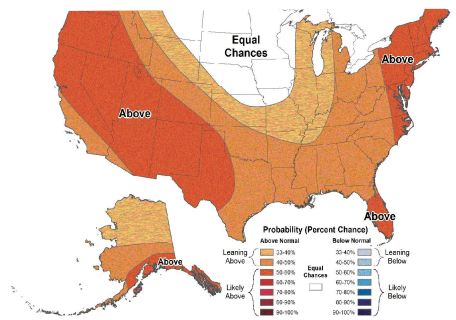 Equal
Chances
Above
Above
Above
Above
Probability (Percent Chance)
Above Normal
Below Normal
Leaning
Above
33-40%
40-50%
Likely
Above
50-60%
60-70%
70-80%
80-90%
90-100%
Equal
Chances
33-40%
40-50%
Leaning
Below
50-60%
60-70%
70-80%
80-90%
90-100%
Likely
Below